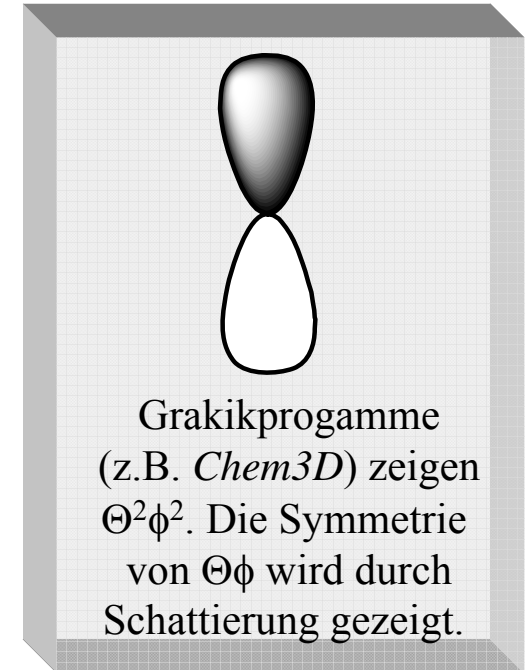 Grakikprogamme
(z.B. Chem3D) zeigen
Θ²ϕ². Die Symmetrie
von Θϕ wird durch
Schattierung gezeigt.